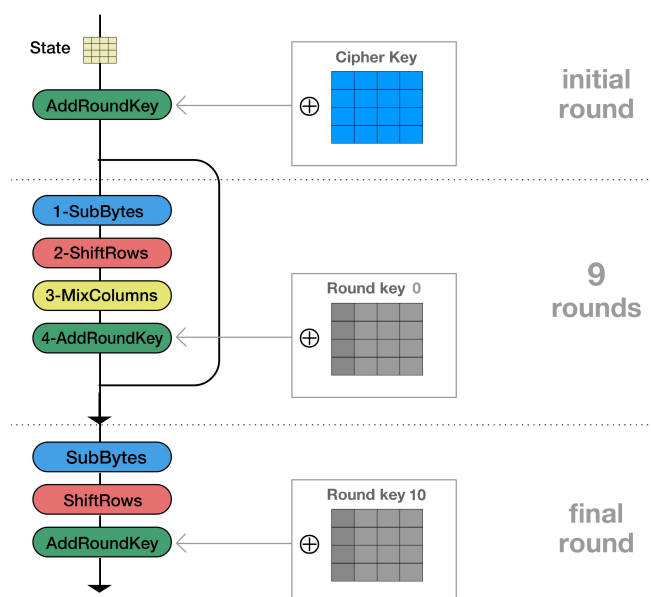 State
Cipher Key
initial
round
AddRoundKey
1-SubBytes
2-ShiftRows
3-MixColumns
4-AddRoundKey
Round key 0
9
rounds
SubBytes
ShiftRows
AddRoundKey
Round key 10
final
round